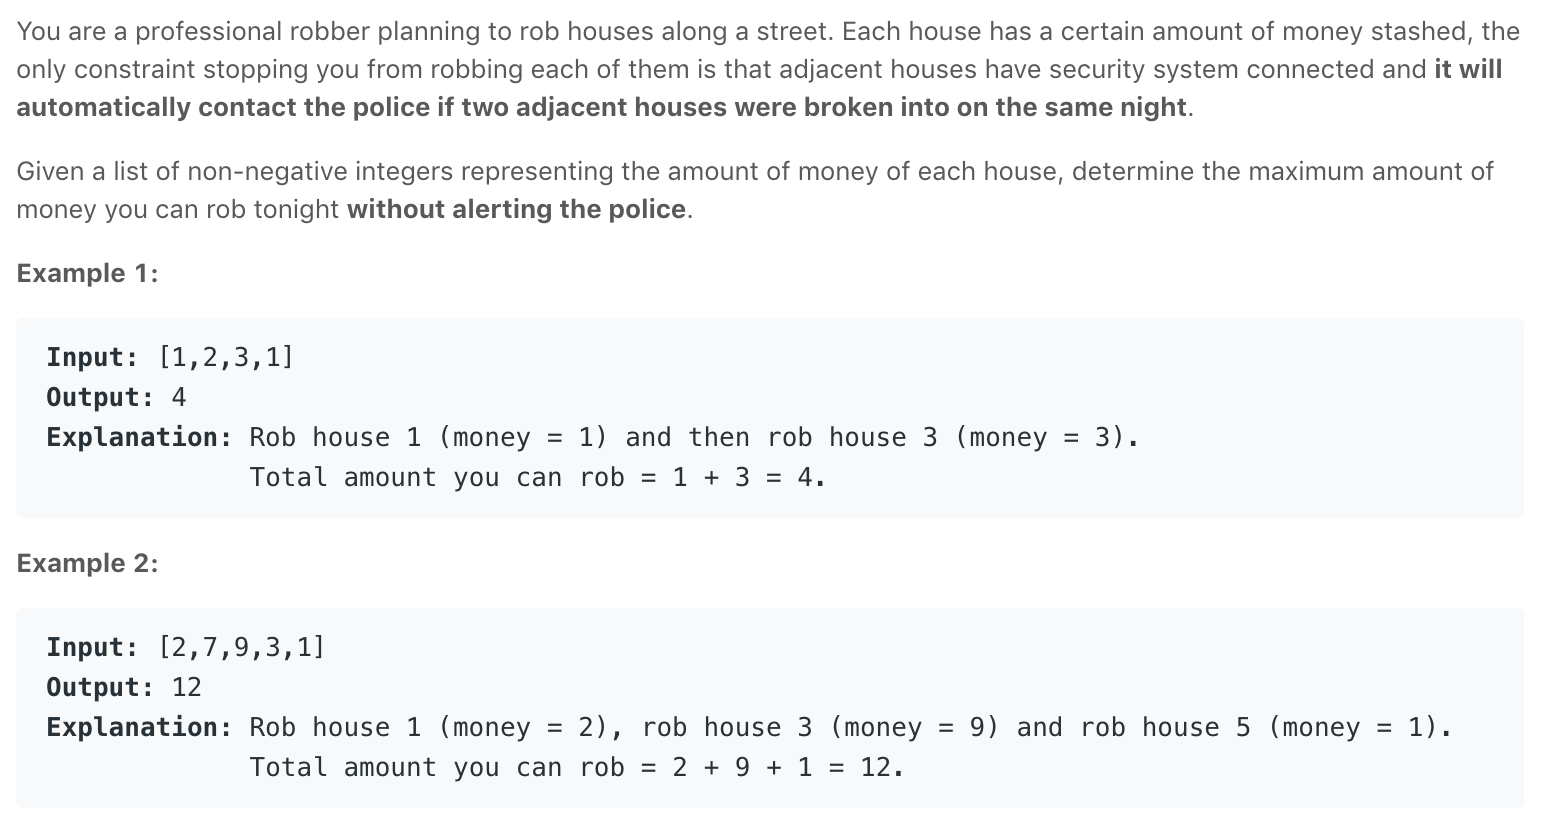 You are a professional robber planning to rob houses along a street. Each house has a certain amount of money stashed, the
only constraint stopping you from robbing each of them is that adjacent houses have security system connected and it will
automatically contact the police if two adjacent houses were broken into on the same night.
Given a list of non-negative integers representing the amount of money of each house, determine the maximum amount of
money you can rob tonight without alerting the police.
Example 1:
Input: [1,2,3,1]
Output: 4
Explanation: Rob house 1 (money = 1) and then rob house 3 (money = 3).
Total amount you can rob = 1 + 3 = 4.
Example 2:
Input: [2,7,9,3,1]
Output: 12
Explanation: Rob house 1 (money = 2), rob house 3 (money = 9) and rob house 5 (money = 1).
Total amount you can rob = 2 + 9 + 1 = 12.